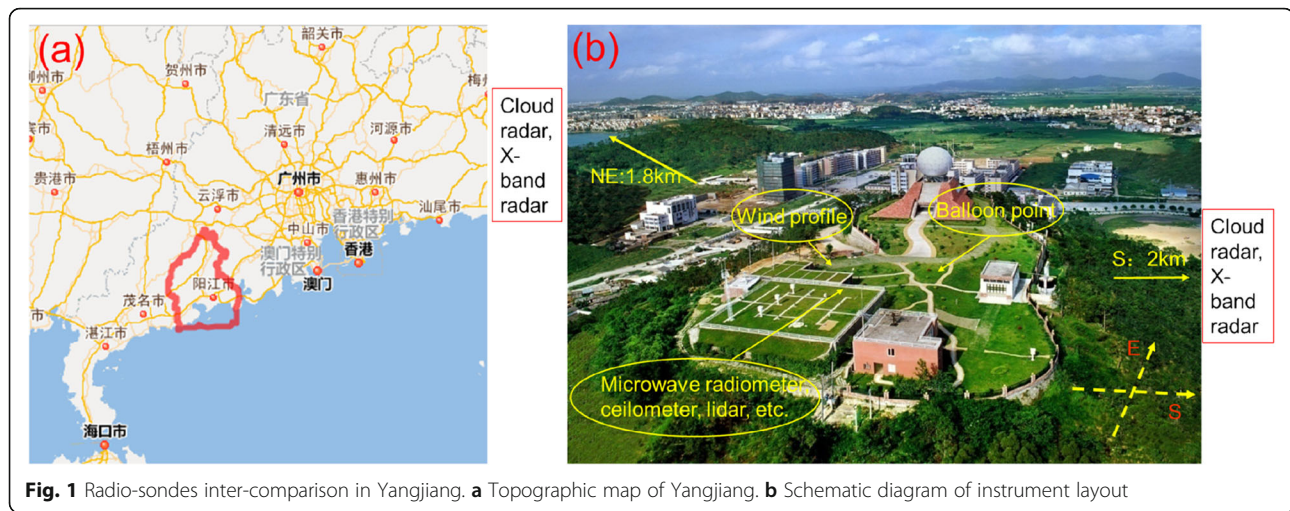 (a)
韶关市
贺州市
柳州市
梅州
广东省
清远市
河源市
宾市
梧州市
贵港市
广州市
惠州市
云浮市
汕尾市
香港特别
行政区
中山市
澳门特别
行政区
香港
澳门
阳江市
茂名市
湛江市
海口市
Cloud
radar,
X-
band
radar
(b)
NE:1.8km
Wind profile
Balloon point
S: 2km
Microwave radiometer,
ceilometer, lidar, etc.
E
S
Cloud
radar,
X-
band
radar
Fig. 1 Radio-sondes inter-comparison in Yangjiang. a Topographic map of Yangjiang. b Schematic diagram of instrument layout